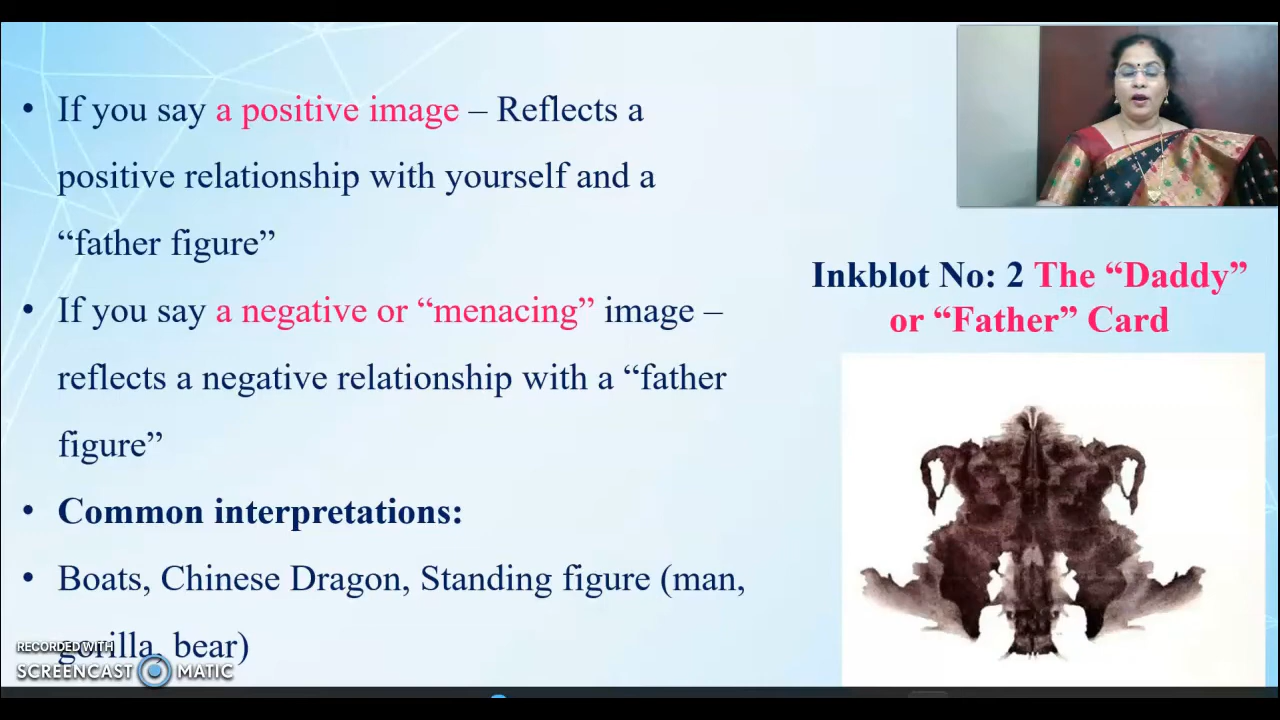 • If you say a positive image – Reflects a
positive relationship with yourself and a
“father figure”
• If you say a negative or “menacing” image –
reflects a negative relationship with a “father
figure”
• Common interpretations:
• Boats, Chinese Dragon, Standing figure (man,
gorilla, bear)
Inkblot No: 2 The “Daddy”
or “Father” Card
RECORDED WITH
SCREENCAST MATIC